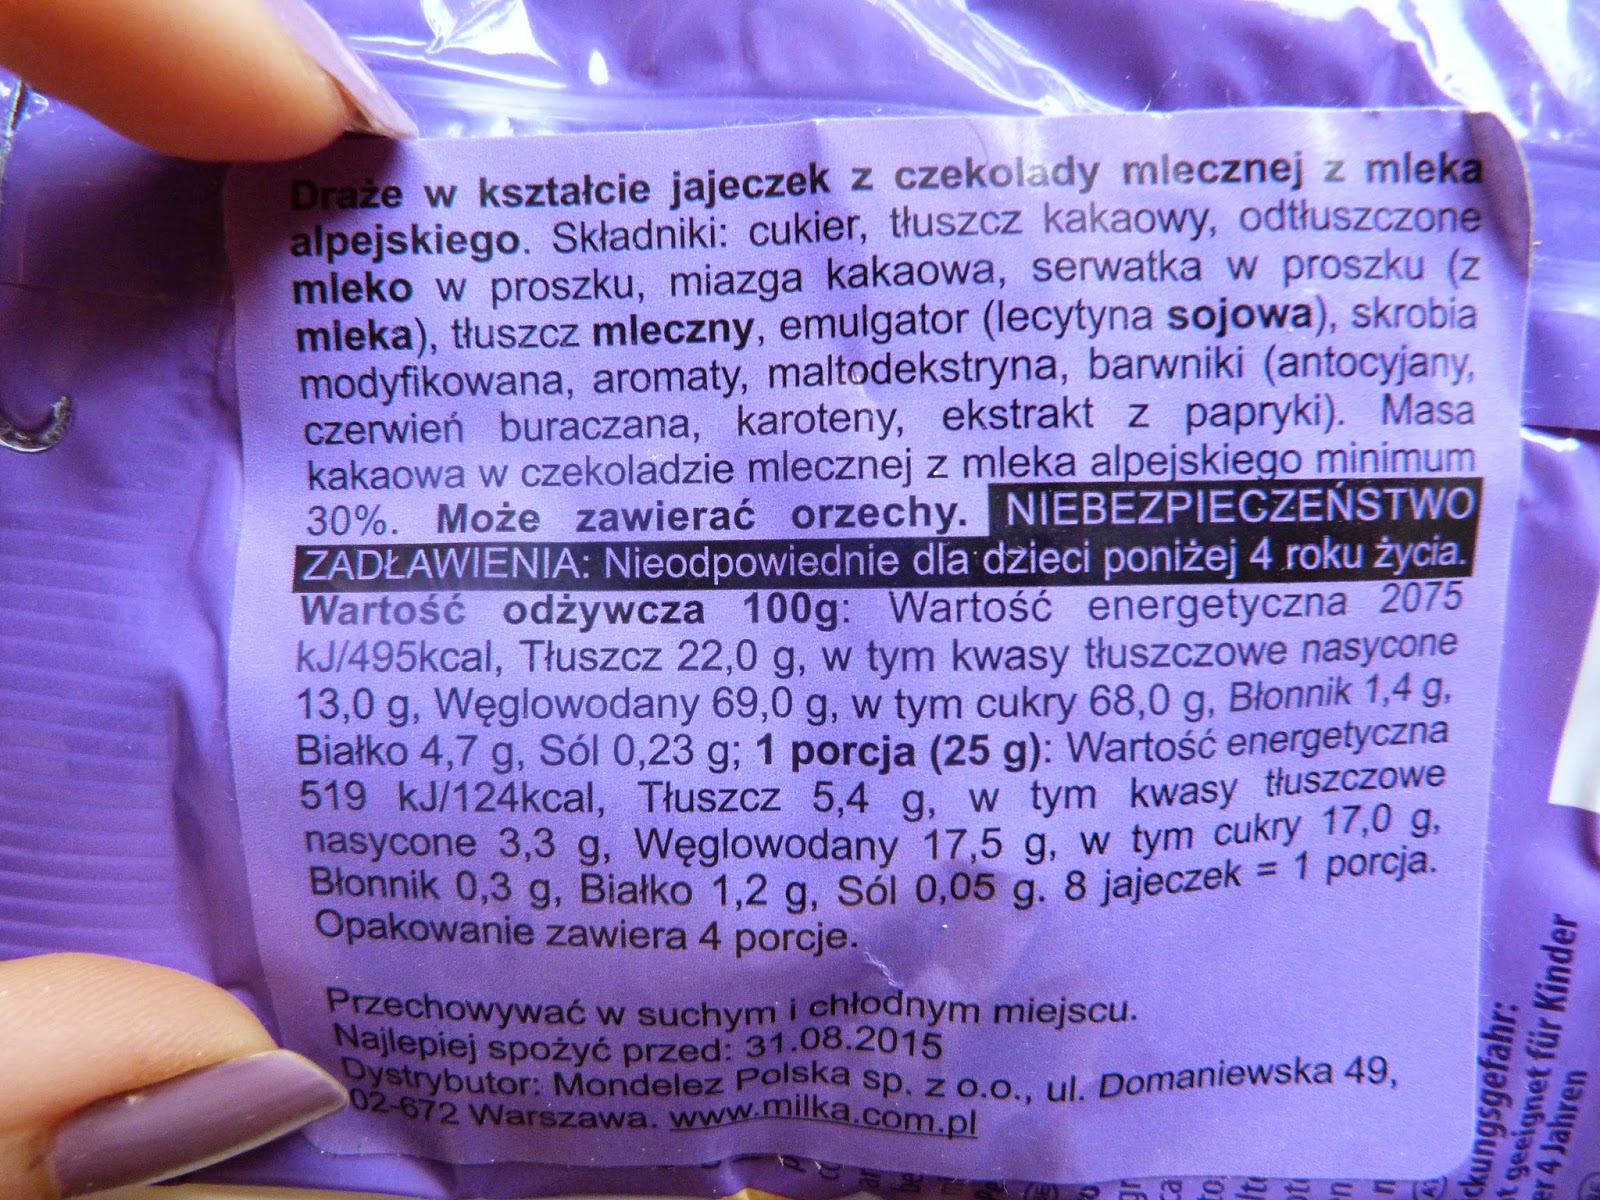 Draże w kształcie jajeczek z czekolady mlecznej z mleka
alpejskiego. Składniki: cukier, tłuszcz kakaowy, odtłuszczone
mleko w proszku, miazga kakaowa, serwatka w proszku (z
mleka), tłuszcz mleczny, emulgator (lecytyna sojowa), skrobia
modyfikowana, aromaty, maltodekstryna, barwniki (antocyjany,
czerwień buraczana, karoteny, ekstrakt z papryki). Masa
kakaowa w czekoladzie mlecznej z mleka alpejskiego minimum
30%. Może zawierać orzechy. NIEBEZPIECZEŃSTWO
ZADŁAWIENIA: Nieodpowiednie dla dzieci poniżej 4 roku życia.
Wartość odżywcza 100g: Wartość energetyczna 2075
kJ/495kcal, Tłuszcz 22,0 g, w tym kwasy tłuszczowe nasycone
13,0 g, Węglowodany 69,0 g, w tym cukry 68,0 g, Błonnik 1,4 g,
Białko 4,7 g, Sól 0,23 g; 1 porcja (25 g): Wartość energetyczna
519 kJ/124kcal, Tłuszcz 5,4 g, w tym kwasy tłuszczowe
nasycone 3,3 g, Węglowodany 17,5 g, w tym cukry 17,0 g,
Błonnik 0,3 g, Białko 1,2 g, Sól 0,05 g. 8 jajeczek = 1 porcja.
Opakowanie zawiera 4 porcje.
Przechowywać w suchym i chłodnym miejscu.
Najlepiej spożyć przed: 31.08.2015
Dystrybutor: Mondelez Polska sp. z o.o., ul. Domaniewska 49,
02-672 Warszawa. www.milka.com.pl
ckungsgefahr:
geeignet für Kinder
4 Jahren